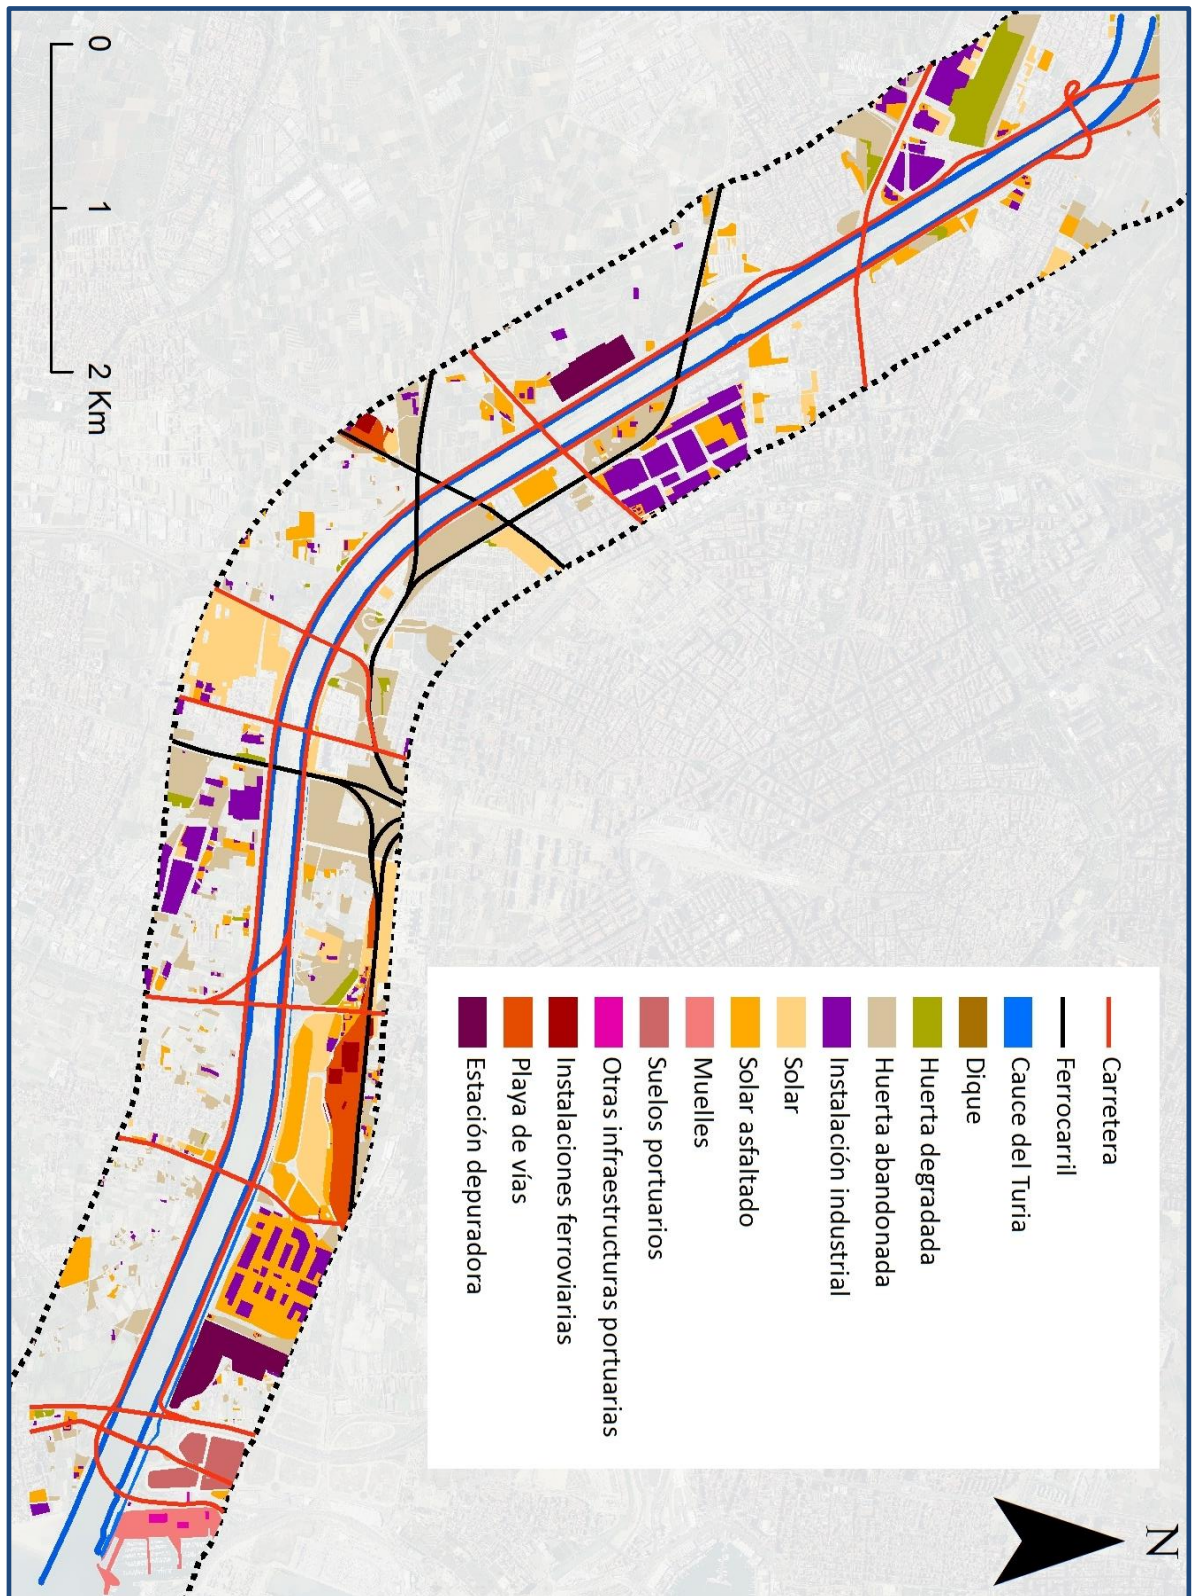 N
Carretera
Ferrocarril
Cauce del Turia
Dique
Huerta degradada
Huerta abandonada
Instalación industrial
Solar
Solar asfaltado
Muelles
Suelos portuarios
Otras infraestructuras portuarias
Instalaciones ferroviarias
Playa de vías
Estación depuradora
0 1 2 Km